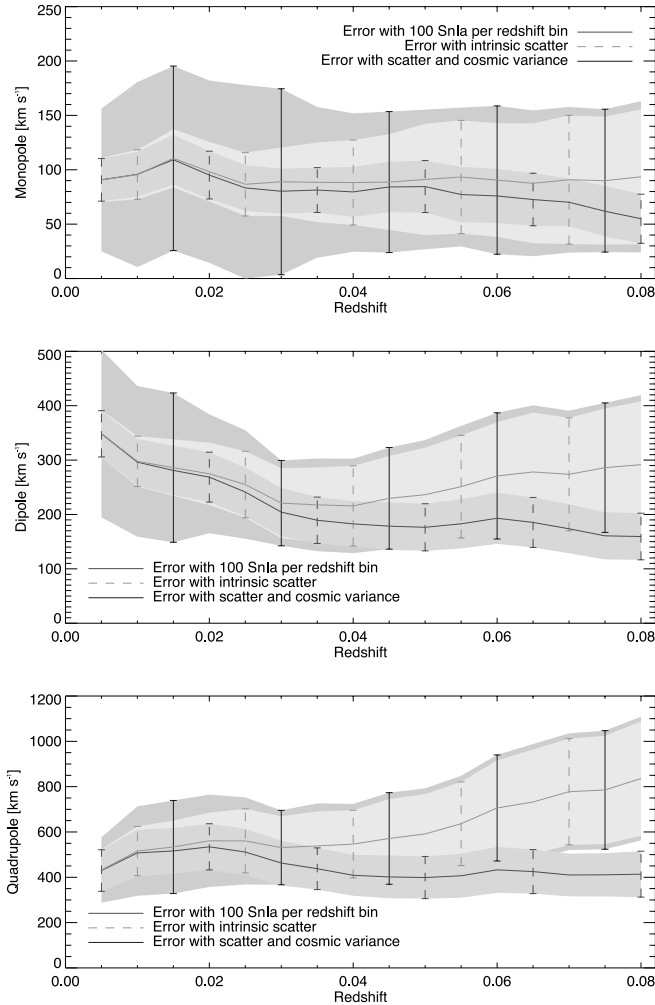 Error with 100 SnIa per redshift bin
Error with intrinsic scatter
Error with scatter and cosmic variance
250
200
150
100
50
0
Monopole [km s⁻¹]
0.00 0.02 0.04 0.06 0.08
Redshift
500
400
300
200
100
0
Dipole [km s⁻¹]
Error with 100 SnIa per redshift bin
Error with intrinsic scatter
Error with scatter and cosmic variance
0.00 0.02 0.04 0.06 0.08
Redshift
1200
1000
800
600
400
200
0
Quadrupole [km s⁻¹]
Error with 100 SnIa per redshift bin
Error with intrinsic scatter
Error with scatter and cosmic variance
0.00 0.02 0.04 0.06 0.08
Redshift